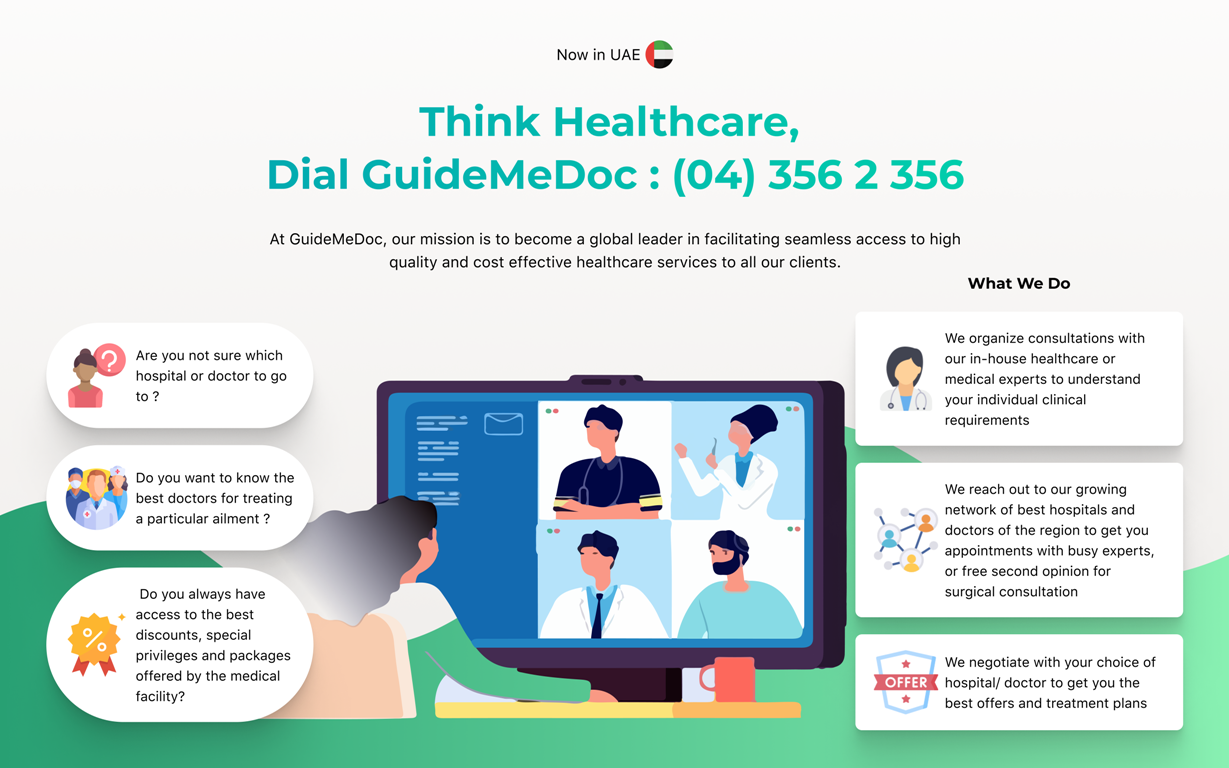 Now in UAE
Think Healthcare,
Dial GuideMeDoc : (04) 356 2 356
At GuideMeDoc, our mission is to become a global leader in facilitating seamless access to high
quality and cost effective healthcare services to all our clients.
Are you not sure which
hospital or doctor to go
to ?
?
Do you want to know the
best doctors for treating
a particular ailment ?
Do you always have
access to the best
discounts, special
privileges and packages
offered by the medical
facility?
%
What We Do
We organize consultations with
our in-house healthcare or
medical experts to understand
your individual clinical
requirements
We reach out to our growing
network of best hospitals and
doctors of the region to get you
appointments with busy experts,
or free second opinion for
surgical consultation
OFFER
We negotiate with your choice of
hospital/ doctor to get you the
best offers and treatment plans